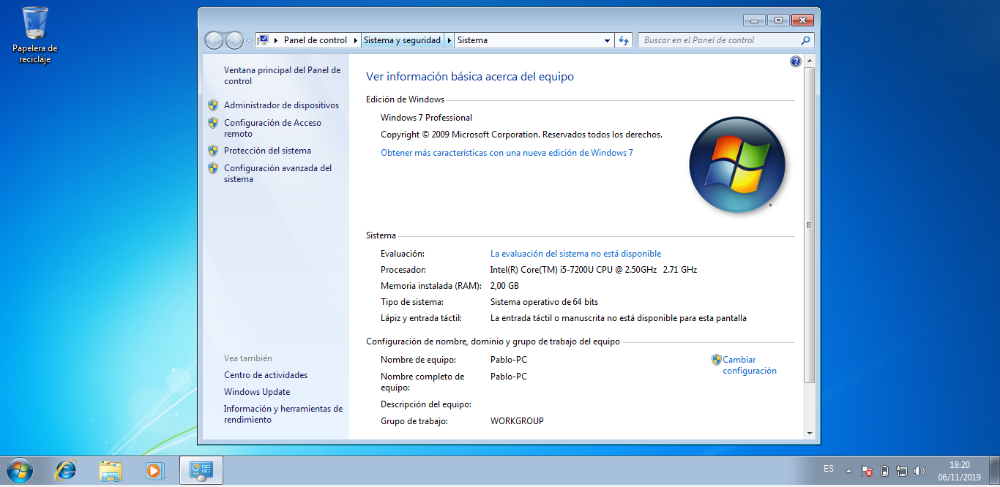 Papelera de
reciclaje
Panel de control
Sistema y seguridad
Sistema
Buscar en el Panel de control
Ventana principal del Panel de
control
Administrador de dispositivos
Configuración de Acceso
remoto
Protección del sistema
Configuración avanzada del
sistema
Vea también
Centro de actividades
Windows Update
Información y herramientas de
rendimiento
Ver información básica acerca del equipo
Edición de Windows
Windows 7 Professional
Copyright © 2009 Microsoft Corporation. Reservados todos los derechos.
Obtener más características con una nueva edición de Windows 7
Sistema
Evaluación: La evaluación del sistema no está disponible
Procesador: Intel(R) Core(TM) i5-7200U CPU @ 2.50GHz 2.71 GHz
Memoria instalada (RAM): 2,00 GB
Tipo de sistema: Sistema operativo de 64 bits
Lápiz y entrada táctil: La entrada táctil o manuscrita no está disponible para esta pantalla
Configuración de nombre, dominio y grupo de trabajo del equipo
Nombre de equipo: Pablo-PC
Cambiar
configuración
Nombre completo de
equipo:
Pablo-PC
Descripción del equipo:
Grupo de trabajo: WORKGROUP
ES
18:20
06/11/2019